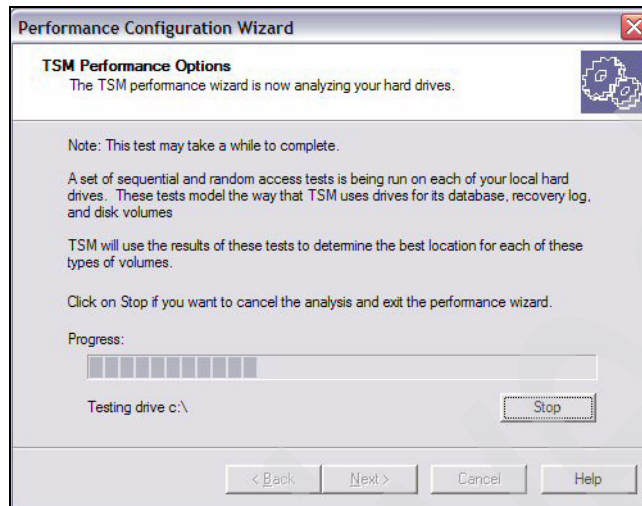 Performance Configuration Wizard
TSM Performance Options
The TSM performance wizard is now analyzing your hard drives.
Note: This test may take a while to complete.
A set of sequential and random access tests is being run on each of your local hard
drives. These tests model the way that TSM uses drives for its database, recovery log,
and disk volumes
TSM will use the results of these tests to determine the best location for each of these
types of volumes.
Click on Stop if you want to cancel the analysis and exit the performance wizard.
Progress:
Testing drive c:\
Stop
< Back
Next >
Cancel
Help